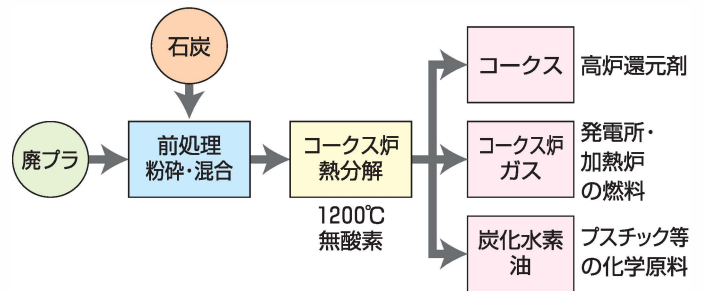 石炭
廃プラ
前処理
粉砕・混合
コークス炉
熱分解
1200℃
無酸素
コークス
高炉還元剤
コークス炉
ガス
発電所・
加熱炉
の燃料
炭化水素
油
プスチック等
の化学原料